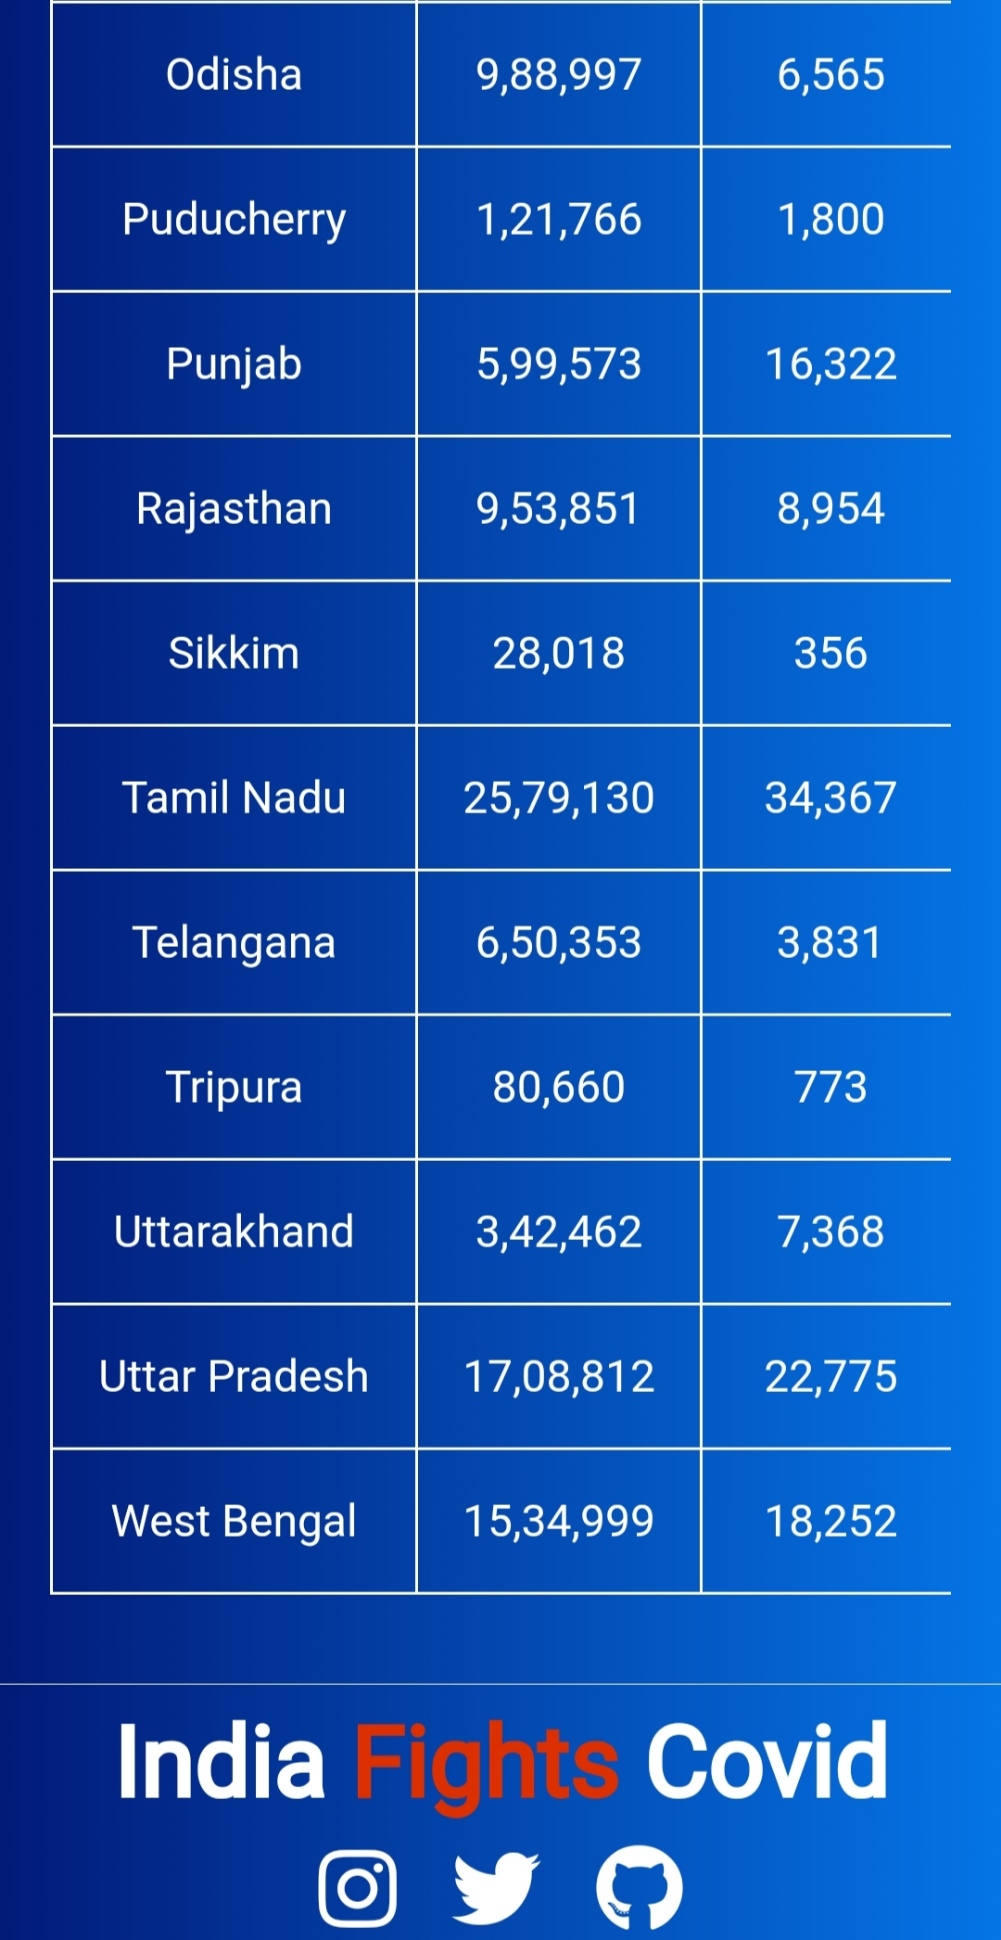 Odisha 9,88,997 6,565
Puducherry 1,21,766 1,800
Punjab 5,99,573 16,322
Rajasthan 9,53,851 8,954
Sikkim 28,018 356
Tamil Nadu 25,79,130 34,367
Telangana 6,50,353 3,831
Tripura 80,660 773
Uttarakhand 3,42,462 7,368
Uttar Pradesh 17,08,812 22,775
West Bengal 15,34,999 18,252
India Fights Covid